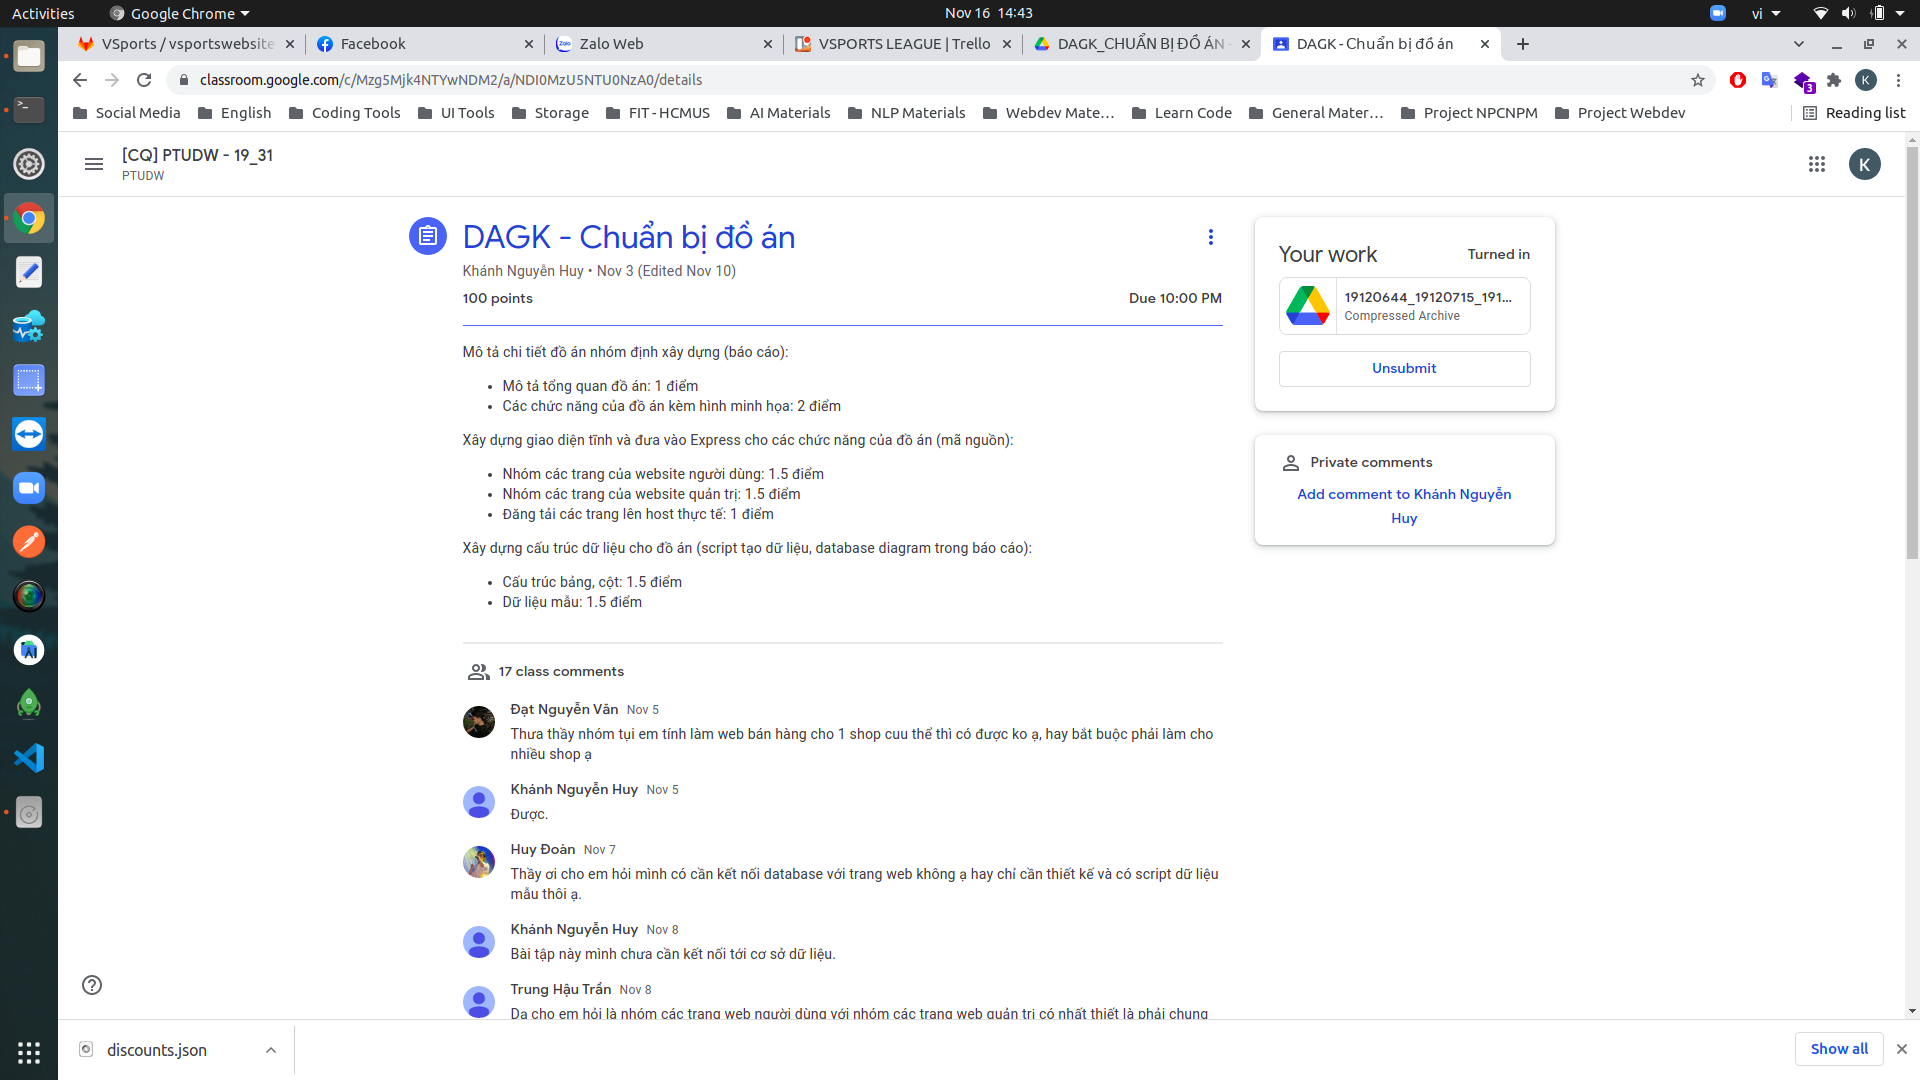 Activities
Google Chrome
Nov 16 14:43
vi
VSports / vsportswebsite
Facebook
Zalo Web
VSPORTS LEAGUE | Trello
DAGK_CHUẨN BỊ ĐỒ ÁN -
DAGK - Chuẩn bị đồ án
classroom.google.com/c/Mzg5Mjk4NTYwNDM2/a/NDI0MzU5NTU0NzA0/details
3
K
Social Media
English
Coding Tools
UI Tools
Storage
FIT - HCMUS
AI Materials
NLP Materials
Webdev Mate…
Learn Code
General Mater…
Project NPCNPM
Project Webdev
Reading list
[CQ] PTUDW - 19_31
PTUDW
K
DAGK - Chuẩn bị đồ án
Khánh Nguyễn Huy • Nov 3 (Edited Nov 10)
100 points
Due 10:00 PM
Mô tả chi tiết đồ án nhóm định xây dựng (báo cáo):
• Mô tả tổng quan đồ án: 1 điểm
• Các chức năng của đồ án kèm hình minh họa: 2 điểm
Xây dựng giao diện tĩnh và đưa vào Express cho các chức năng của đồ án (mã nguồn):
• Nhóm các trang của website người dùng: 1.5 điểm
• Nhóm các trang của website quản trị: 1.5 điểm
• Đăng tải các trang lên host thực tế: 1 điểm
Xây dựng cấu trúc dữ liệu cho đồ án (script tạo dữ liệu, database diagram trong báo cáo):
• Cấu trúc bảng, cột: 1.5 điểm
• Dữ liệu mẫu: 1.5 điểm
17 class comments
Đạt Nguyễn Văn Nov 5
Thưa thầy nhóm tụi em tính làm web bán hàng cho 1 shop cuu thể thì có được ko ạ, hay bắt buộc phải làm cho
nhiều shop ạ
Khánh Nguyễn Huy Nov 5
Được.
Huy Đoàn Nov 7
Thầy ơi cho em hỏi mình có cần kết nối database với trang web không ạ hay chỉ cần thiết kế và có script dữ liệu
mẫu thôi ạ.
Khánh Nguyễn Huy Nov 8
Bài tập này mình chưa cần kết nối tới cơ sở dữ liệu.
Trung Hậu Trần Nov 8
Dạ cho em hỏi là nhóm các trang web người dùng với nhóm các trang web quản trị có nhất thiết là phải chung
Your work
Turned in
19120644_19120715_191...
Compressed Archive
Unsubmit
Private comments
Add comment to Khánh Nguyễn
Huy
discounts.json
Show all